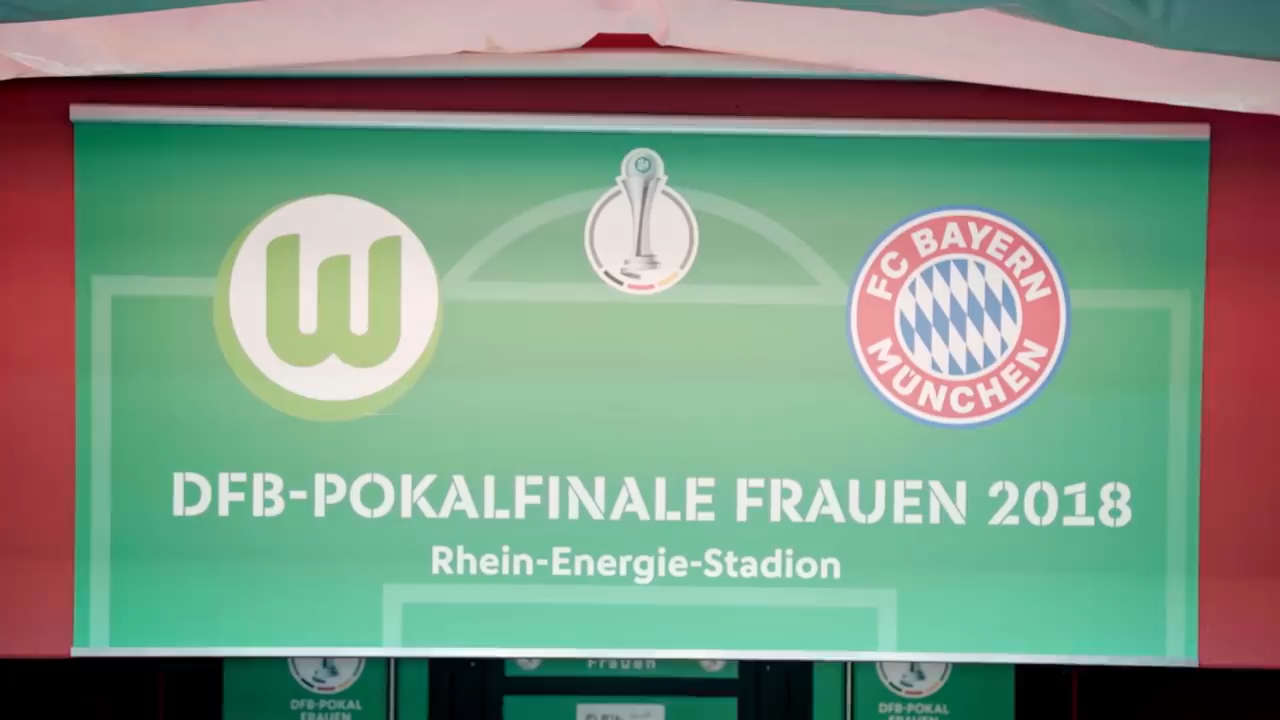 W
FC BAYERN
MÜNCHEN
DFB-POKALFINALE FRAUEN 2018
Rhein-Energie-Stadion
Frauen
DFB-POKAL
FRAUEN
DFB-POKAL
FRAUEN